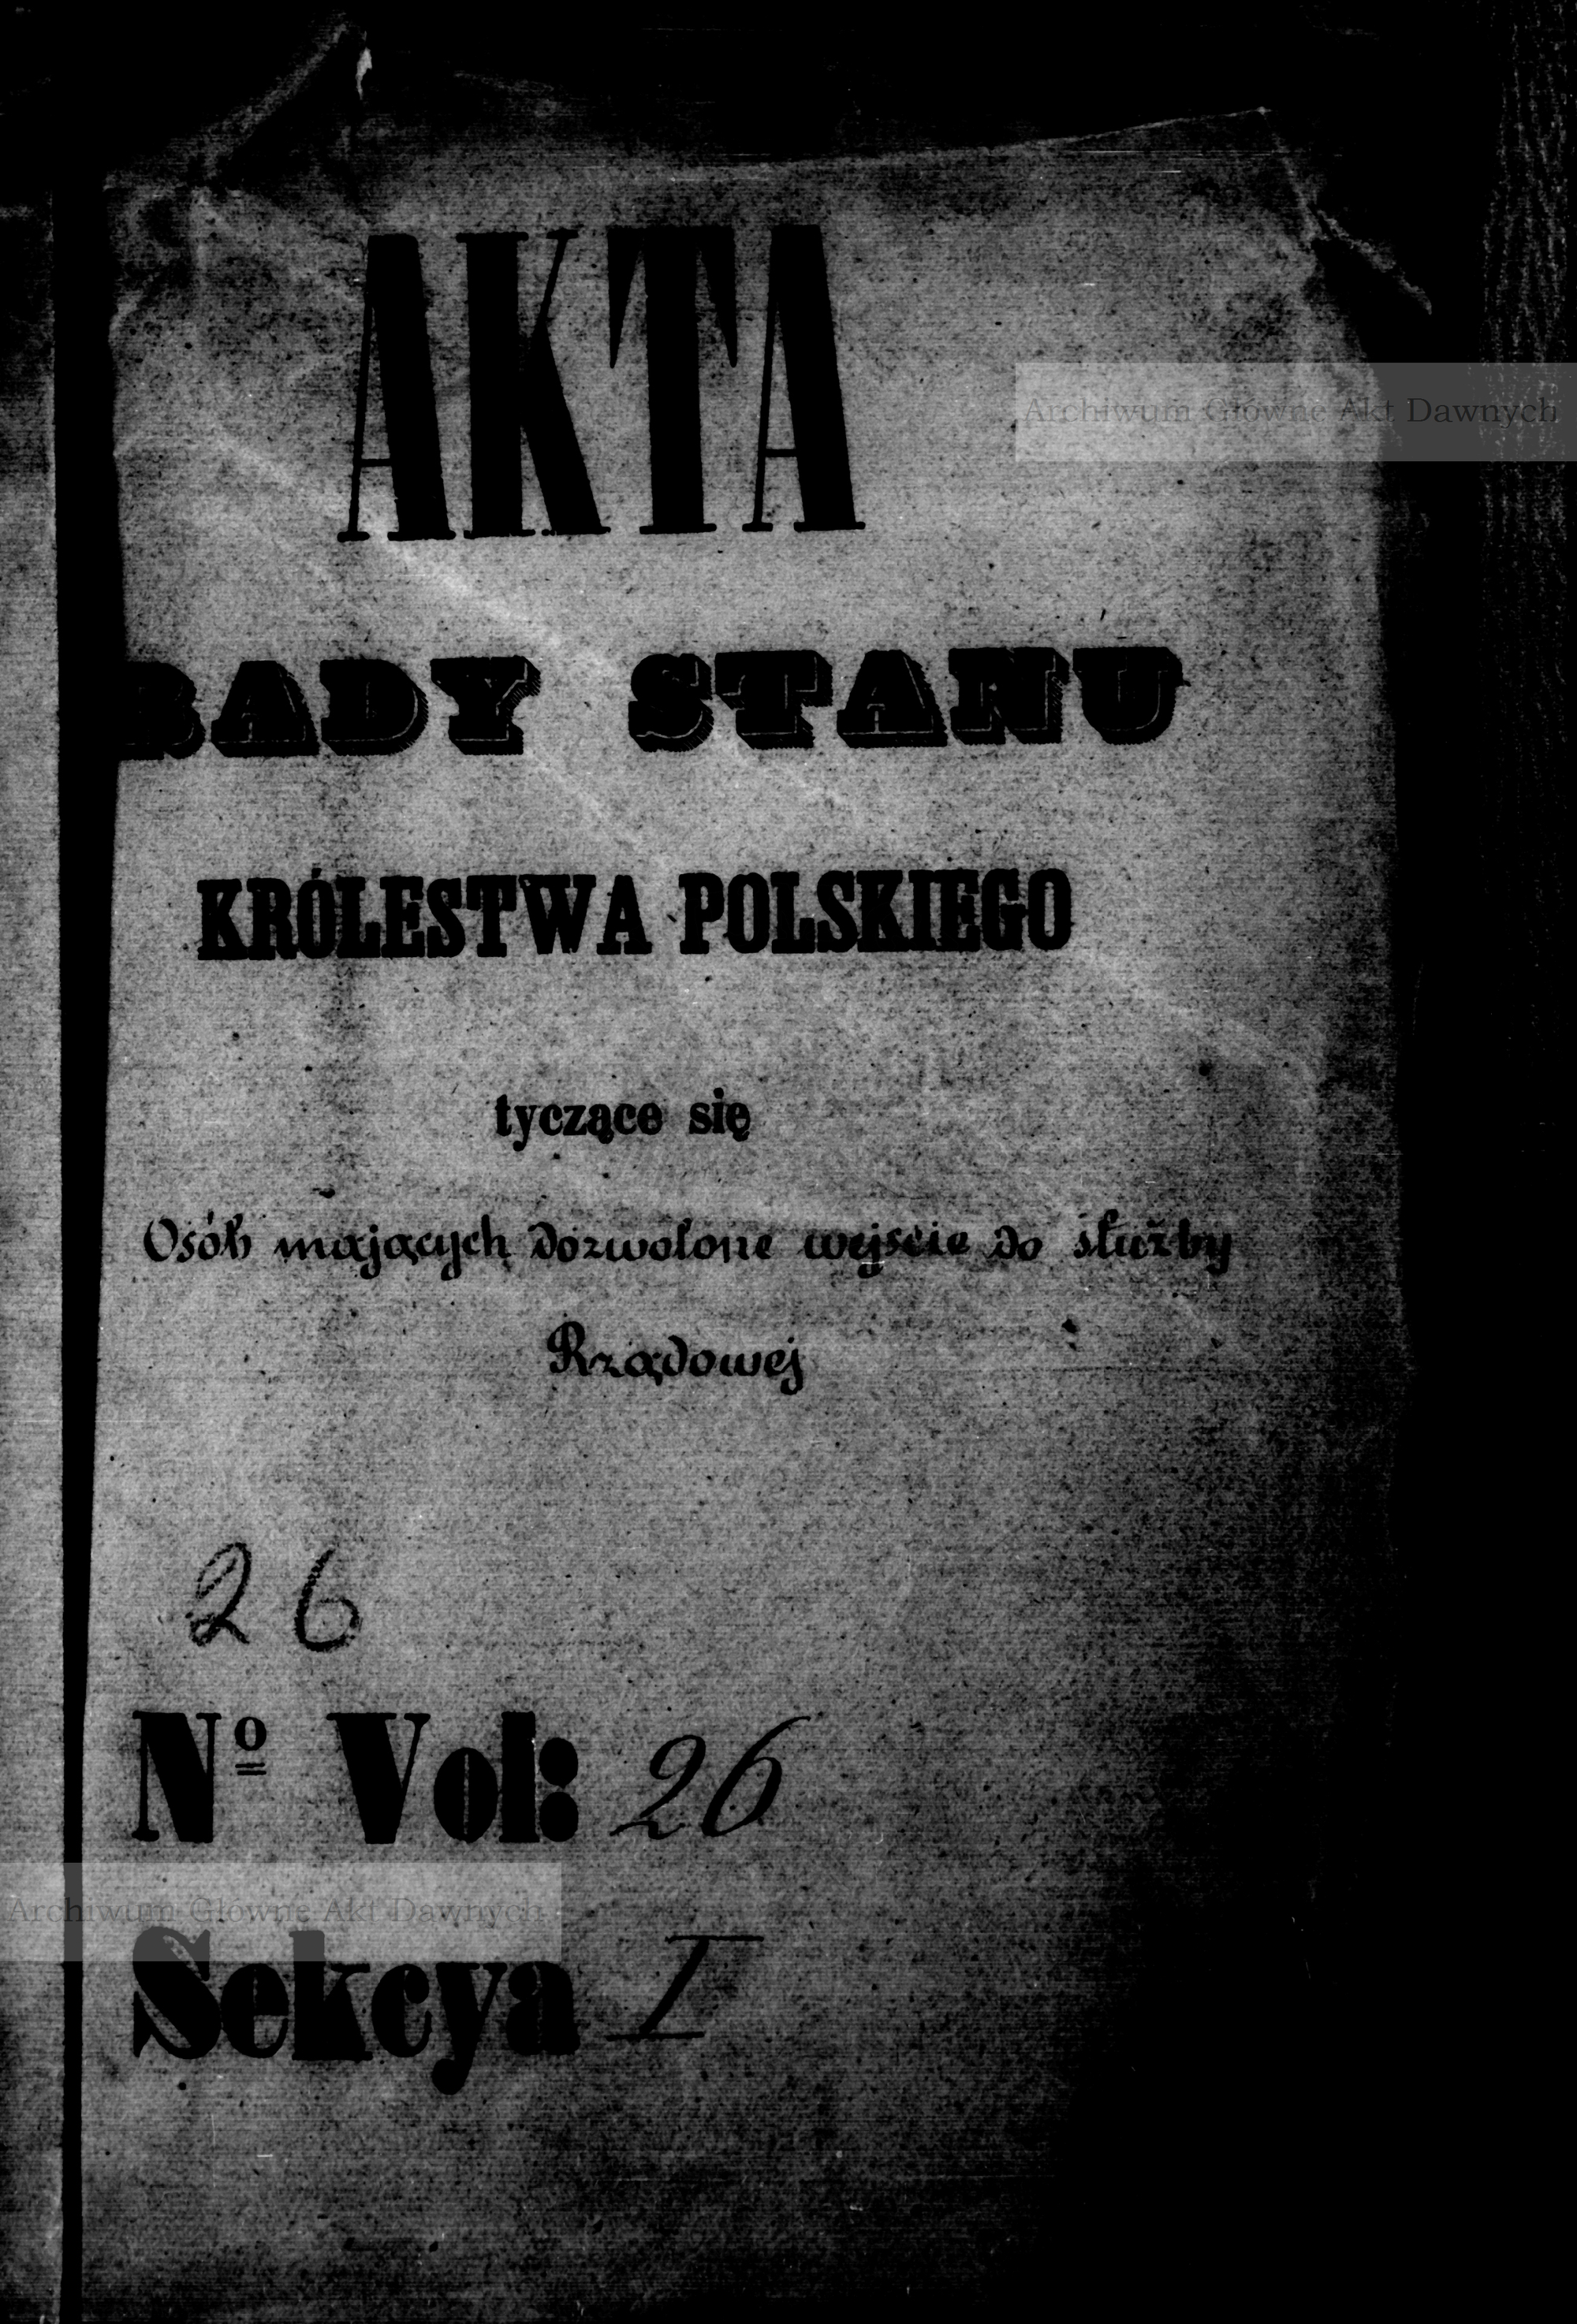 AKTA
Archiwum Główne Akt Dawnych
RADY STANU
KRÓLESTWA POLSKIEGO
tyczące się
Osób mających dozwolone wejście do służby
Rządowej
26
Nº Vol: 26
Archiwum Główne Akt Dawnych
Sekcya I